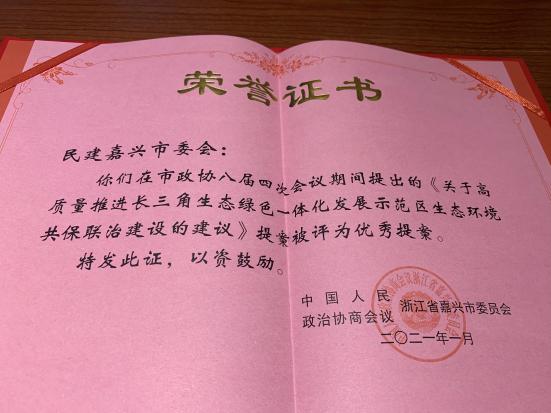 荣誉证书
民建嘉兴市委会：
你们在市政协八届四次会议期间提出的《关于高
质量推进长三角生态绿色一体化发展示范区生态环境
共保联治建设的建议》提案被评为优秀提案。
特发此证，以资鼓励。
中国人民
政治协商会议
浙江省嘉兴市委员会
二〇二一年一月